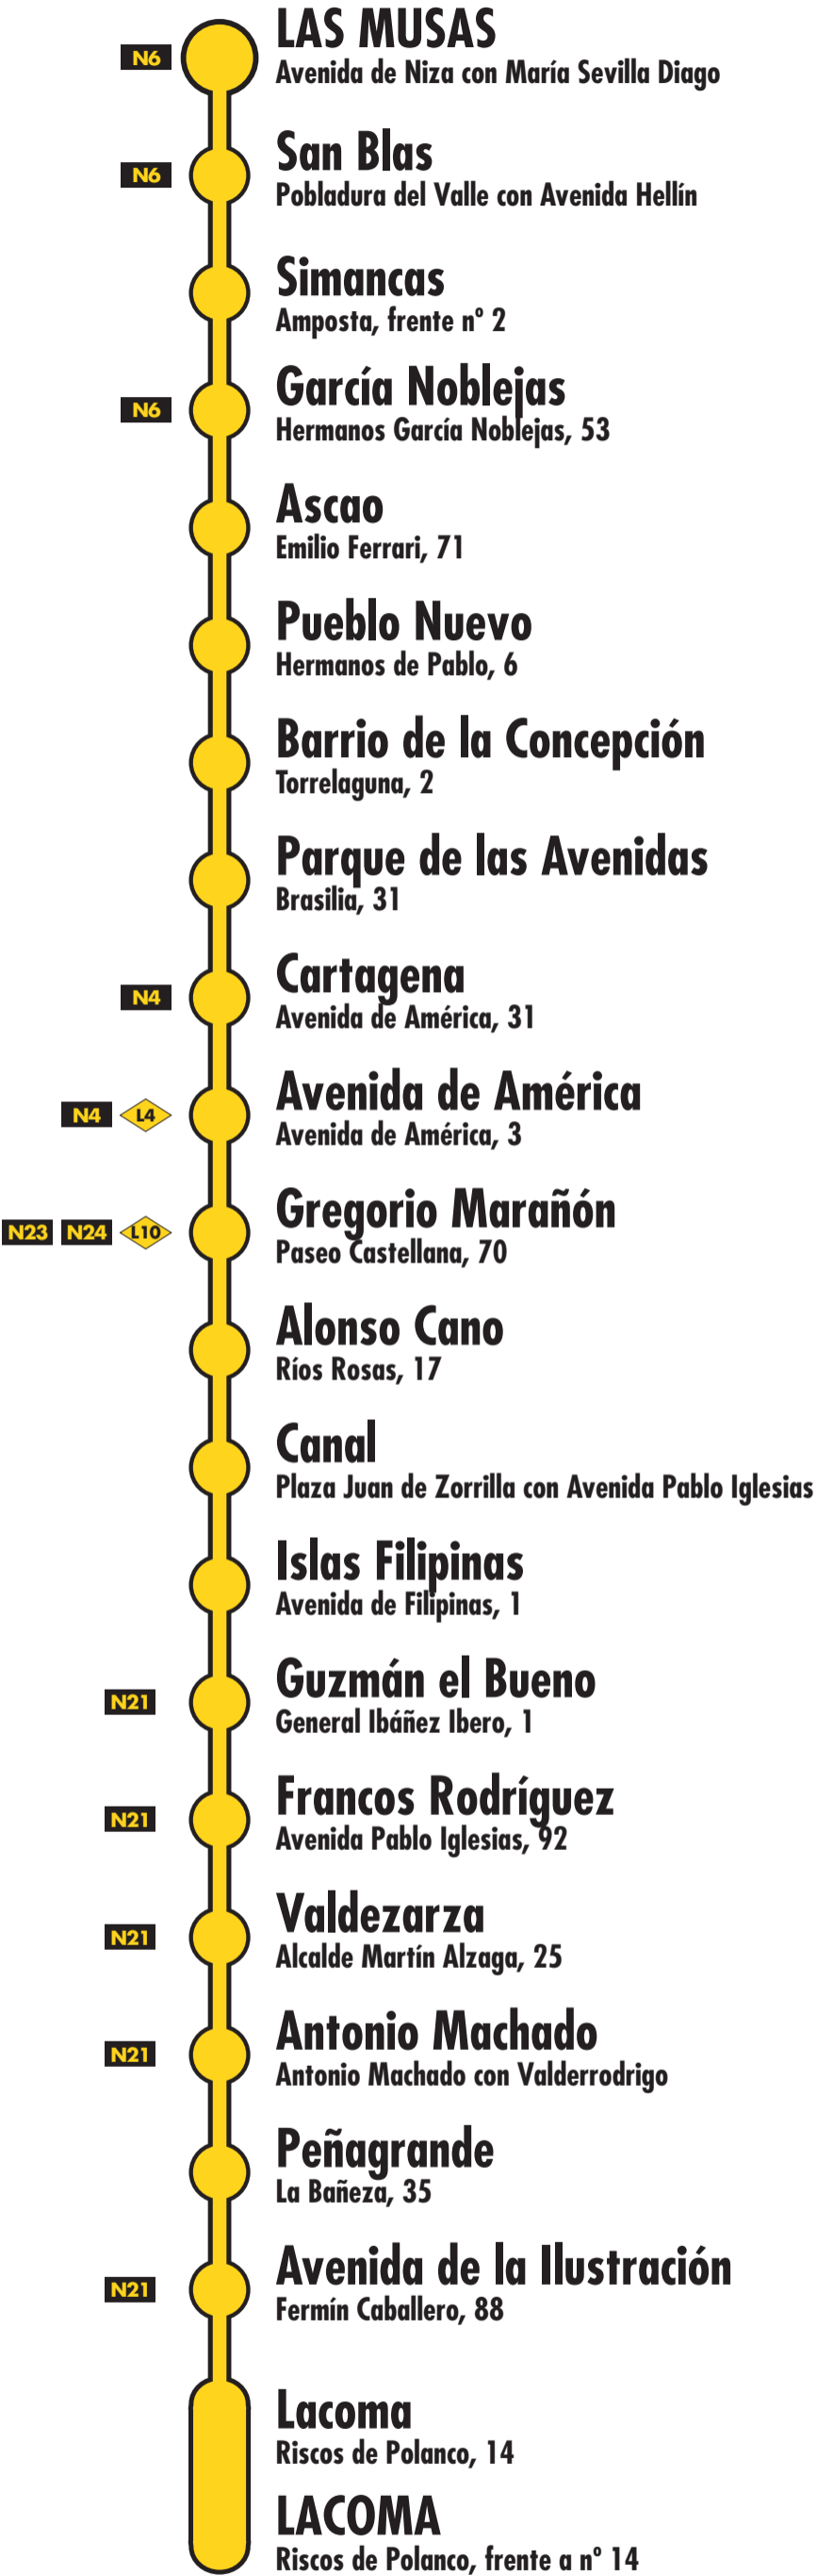 LAS MUSAS
N6
Avenida de Niza con María Sevilla Diago
San Blas
N6
Pobladura del Valle con Avenida Hellín
Simancas
Amposta, frente nº 2
García Noblejas
N6
Hermanos García Noblejas, 53
Ascao
Emilio Ferrari, 71
Pueblo Nuevo
Hermanos de Pablo, 6
Barrio de la Concepción
Torrelaguna, 2
Parque de las Avenidas
Brasilia, 31
Cartagena
N4
Avenida de América, 31
Avenida de América
N4 L4
Avenida de América, 3
Gregorio Marañón
N23 N24 L10
Paseo Castellana, 70
Alonso Cano
Ríos Rosas, 17
Canal
Plaza Juan de Zorrilla con Avenida Pablo Iglesias
Islas Filipinas
Avenida de Filipinas, 1
Guzmán el Bueno
N21
General Ibáñez Ibero, 1
Francos Rodríguez
N21
Avenida Pablo Iglesias, 92
Valdezarza
N21
Alcalde Martín Alzaga, 25
Antonio Machado
N21
Antonio Machado con Valderrodrigo
Peñagrande
La Bañeza, 35
Avenida de la Ilustración
N21
Fermín Caballero, 88
Lacoma
Riscos de Polanco, 14
LACOMA
Riscos de Polanco, frente a nº 14